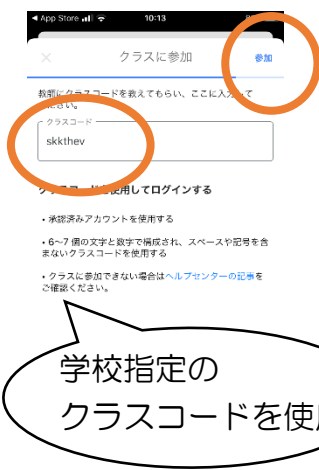 App Store
10:13
クラスに参加
参加
教師にクラスコードを教えてもらい、ここに入力して
ください。
クラスコード
skkthev
クラスコードを使用してログインする
• 承認済みアカウントを使用する
• 6~7 個の文字と数字で構成され、スペースや記号を含
まないクラスコードを使用する
• クラスに参加できない場合はヘルプセンターの記事を
ご確認ください。
学校指定の
クラスコードを使